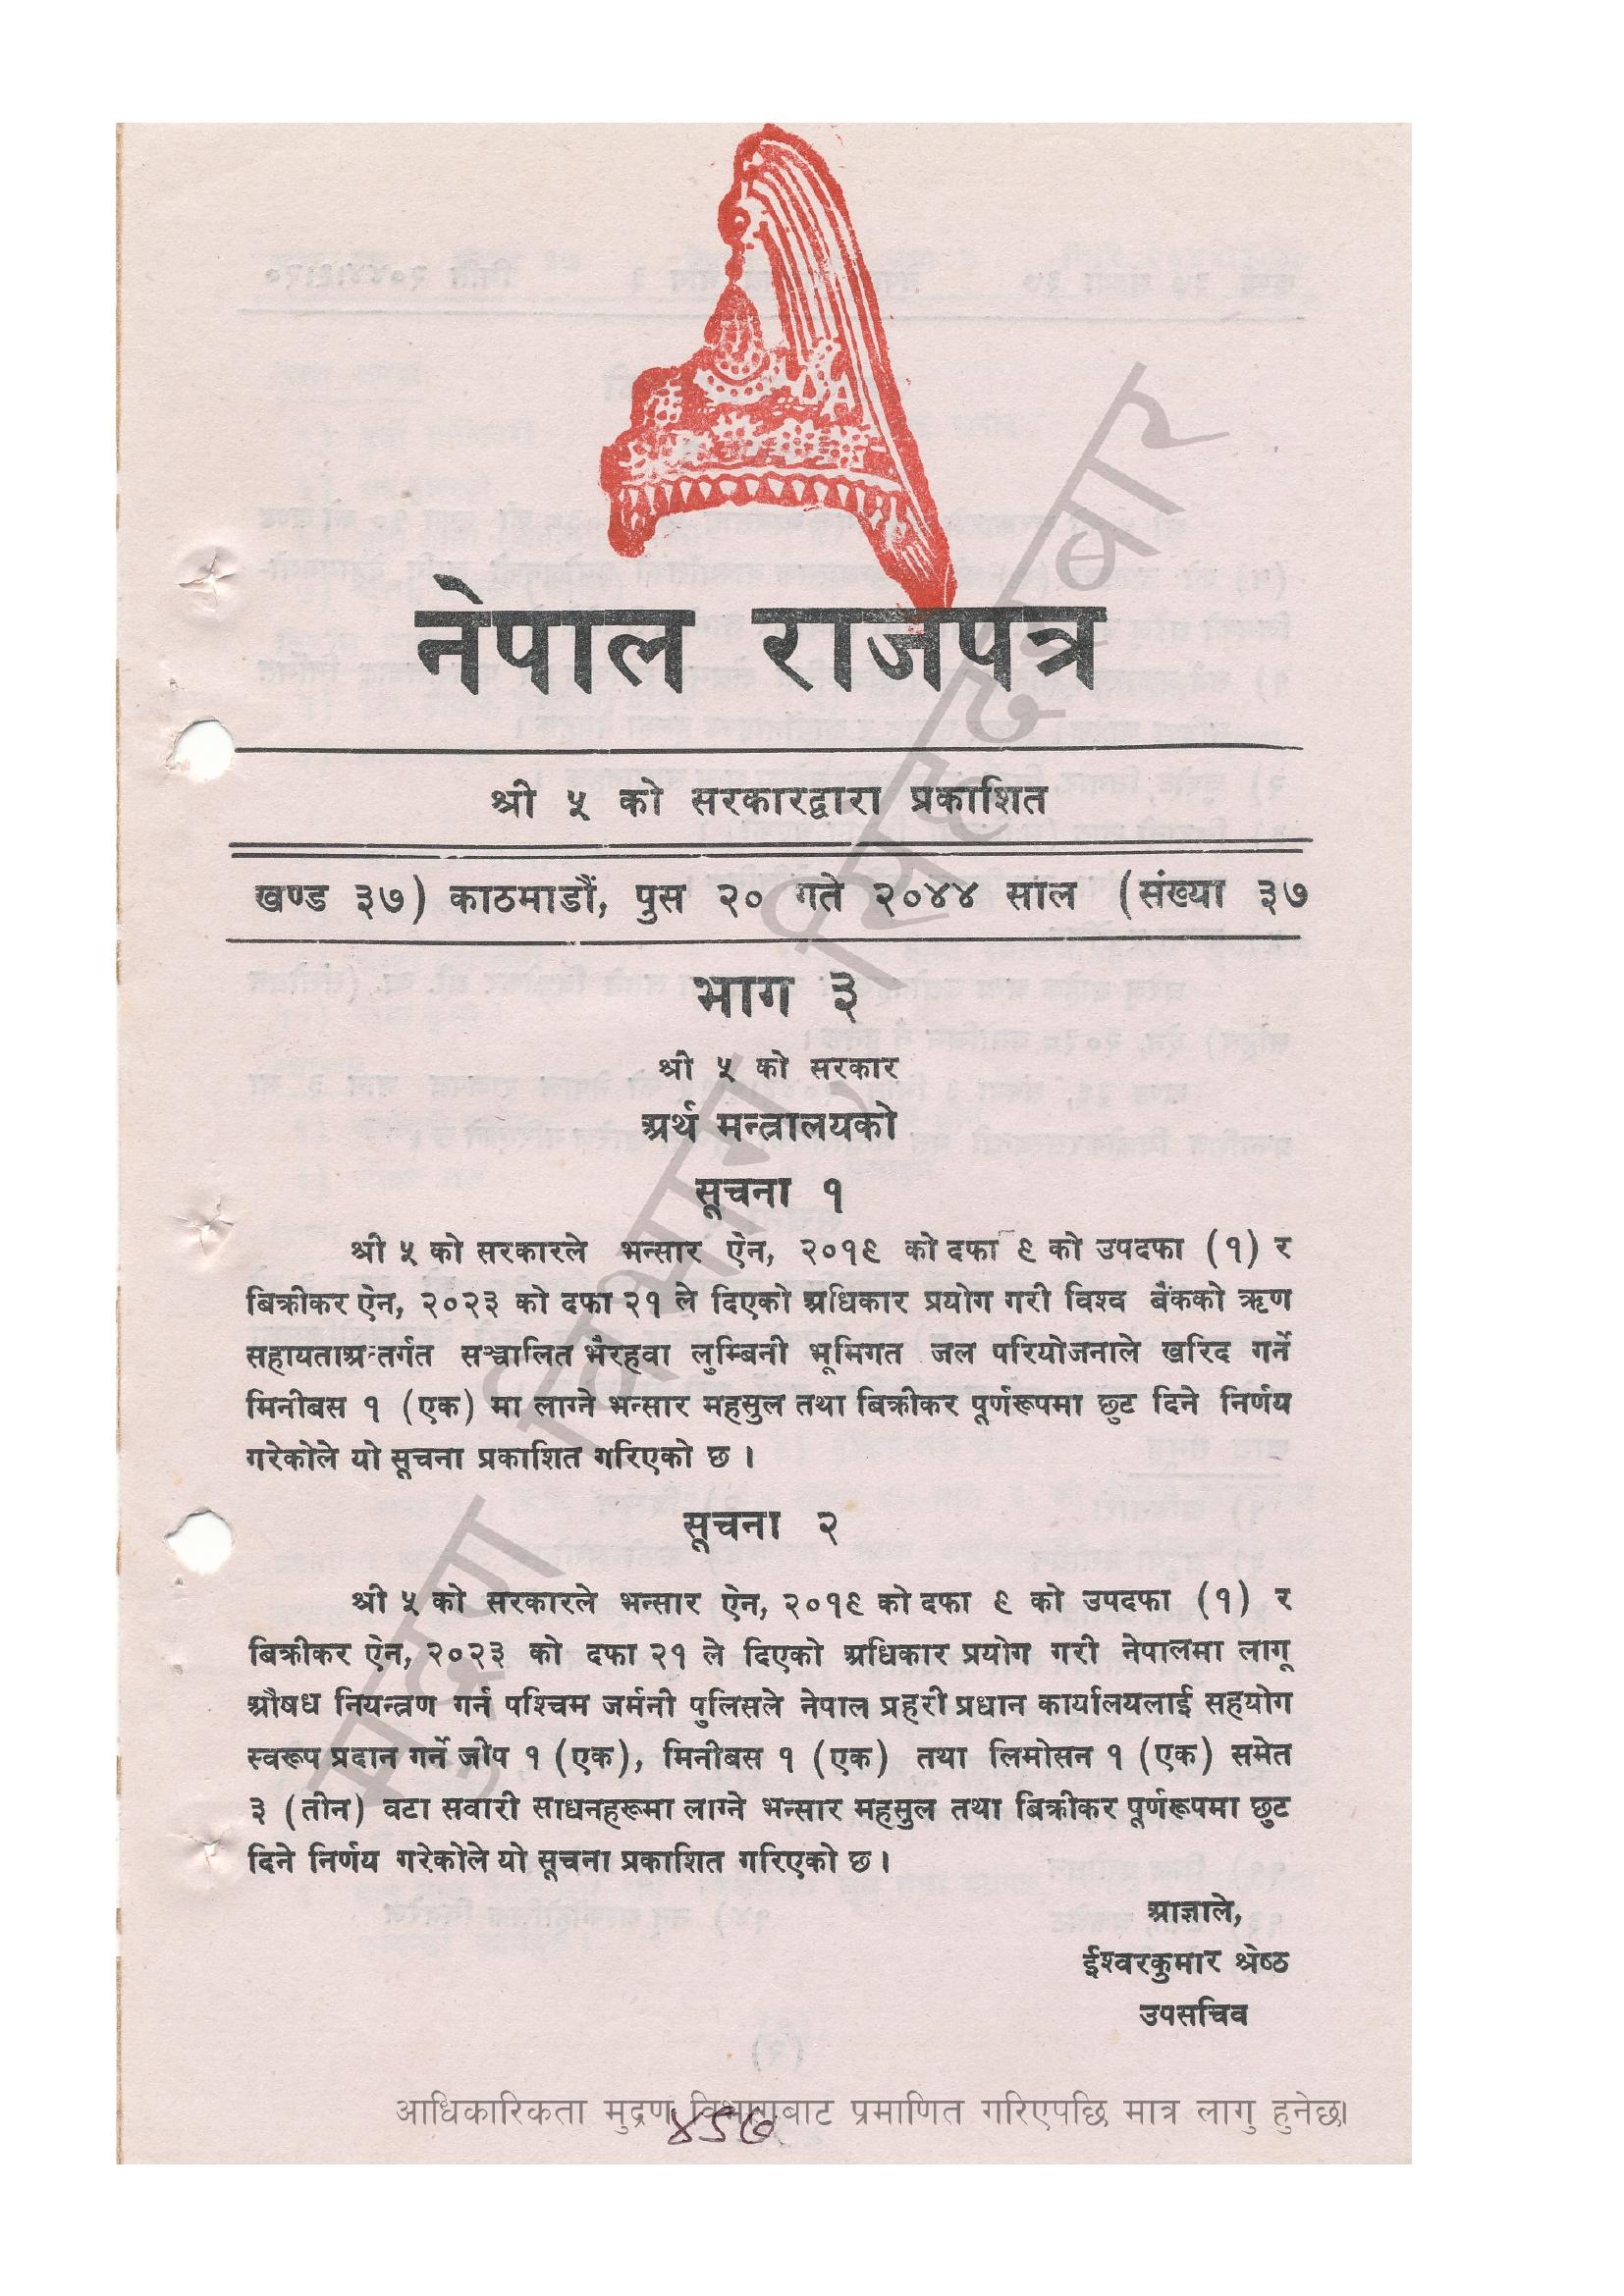 नेपाल राजपत्र
श्री ५ को सरकारद्वारा प्रकाशित
खण्ड ३७) काठमाडौं, पुस २० गते २०४४ साल (संख्या ३७
भाग ३
श्री ५ को सरकार
अर्थ मन्त्रालयको
सूचना १
श्री ५ को सरकारले भन्सार ऐन, २०१९ को दफा ९ को उपदफा (१) र
बिक्रीकर ऐन, २०२३ को दफा २१ ले दिएको अधिकार प्रयोग गरी विश्व बैंकको ऋण
सहायताअन्तर्गत सञ्चालित भैरहवा लुम्बिनी भूमिगत जल परियोजनाले खरिद गर्ने
मिनीबस १ (एक) मा लाग्ने भन्सार महसुल तथा बिक्रीकर पूर्णरूपमा छुट दिने निर्णय
गरेकोले यो सूचना प्रकाशित गरिएको छ ।
सूचना २
श्री ५ को सरकारले भन्सार ऐन, २०१९ को दफा ९ को उपदफा (१) र
बिक्रीकर ऐन, २०२३ को दफा २१ ले दिएको अधिकार प्रयोग गरी नेपालमा लागू
औषध नियन्त्रण गर्न पश्चिम जर्मनी पुलिसले नेपाल प्रहरी प्रधान कार्यालयलाई सहयोग
स्वरूप प्रदान गर्ने जीप १ (एक), मिनीबस १ (एक) तथा लिमोसन १ (एक) समेत
३ (तीन) वटा सवारी साधनहरूमा लाग्ने भन्सार महसुल तथा बिक्रीकर पूर्णरूपमा छुट
दिने निर्णय गरेकोले यो सूचना प्रकाशित गरिएको छ ।
आज्ञाले,
ईश्वरकुमार श्रेष्ठ
उपसचिव
आधिकारिकता मुद्रण विभागबाट प्रमाणित गरिएपछि मात्र लागु हुनेछ।
मुद्रण विभाग, सिंहदरबार